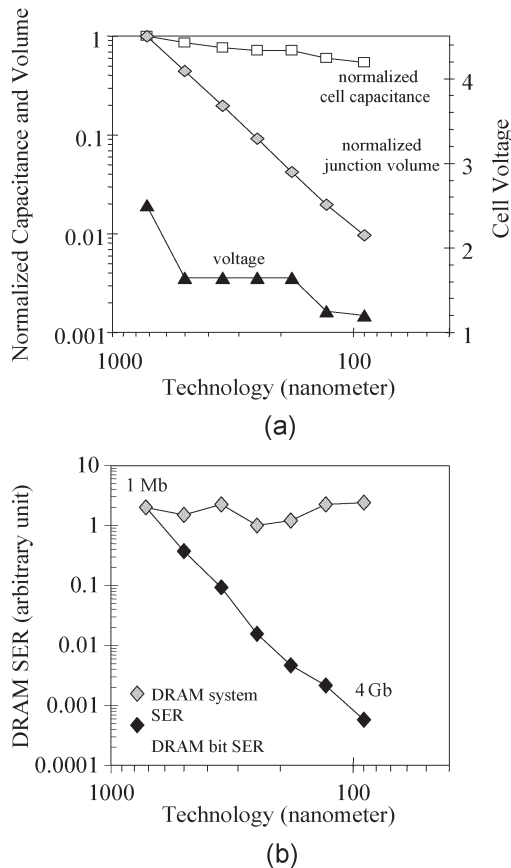 1
0.1
0.01
0.001
Normalized Capacitance and Volume
normalized
cell capacitance
normalized
junction volume
voltage
4
3
2
1
Cell Voltage
1000
100
Technology (nanometer)
(a)
10
1
0.1
0.01
0.001
0.0001
DRAM SER (arbitrary unit)
1 Mb
4 Gb
DRAM system
SER
DRAM bit SER
1000
100
Technology (nanometer)
(b)